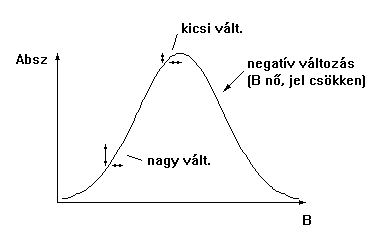 kicsi vált.
Absz
negatív változás
(B nő, jel csökken)
nagy vált.
B